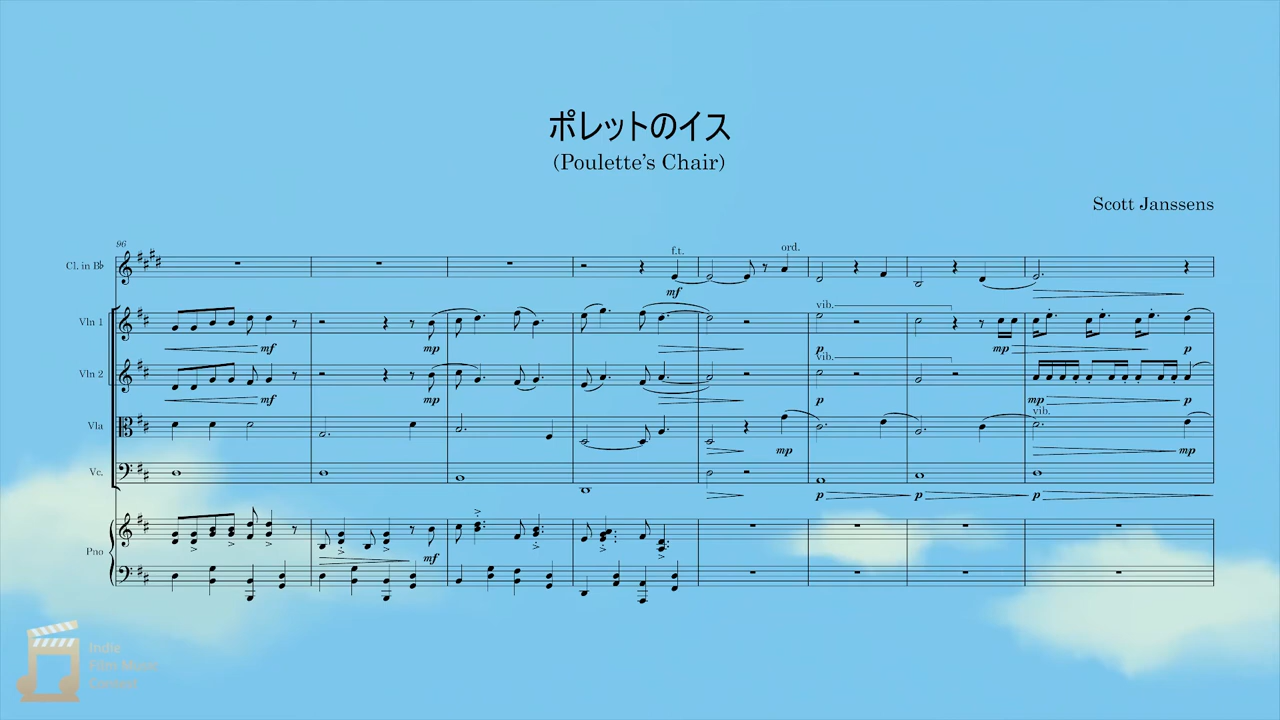 ポレットのイス
(Poulette's Chair)
Scott Janssens
96
f.t.
ord.
Cl. in B♭
mf
vib.
Vln 1
mf
mp
p
mp
p
vib.
Vln 2
mf
mp
p
mp
p
vib.
Vla
mp
mp
Vc.
p
p
p
Pno
mf
Indie
Film Music
Contest